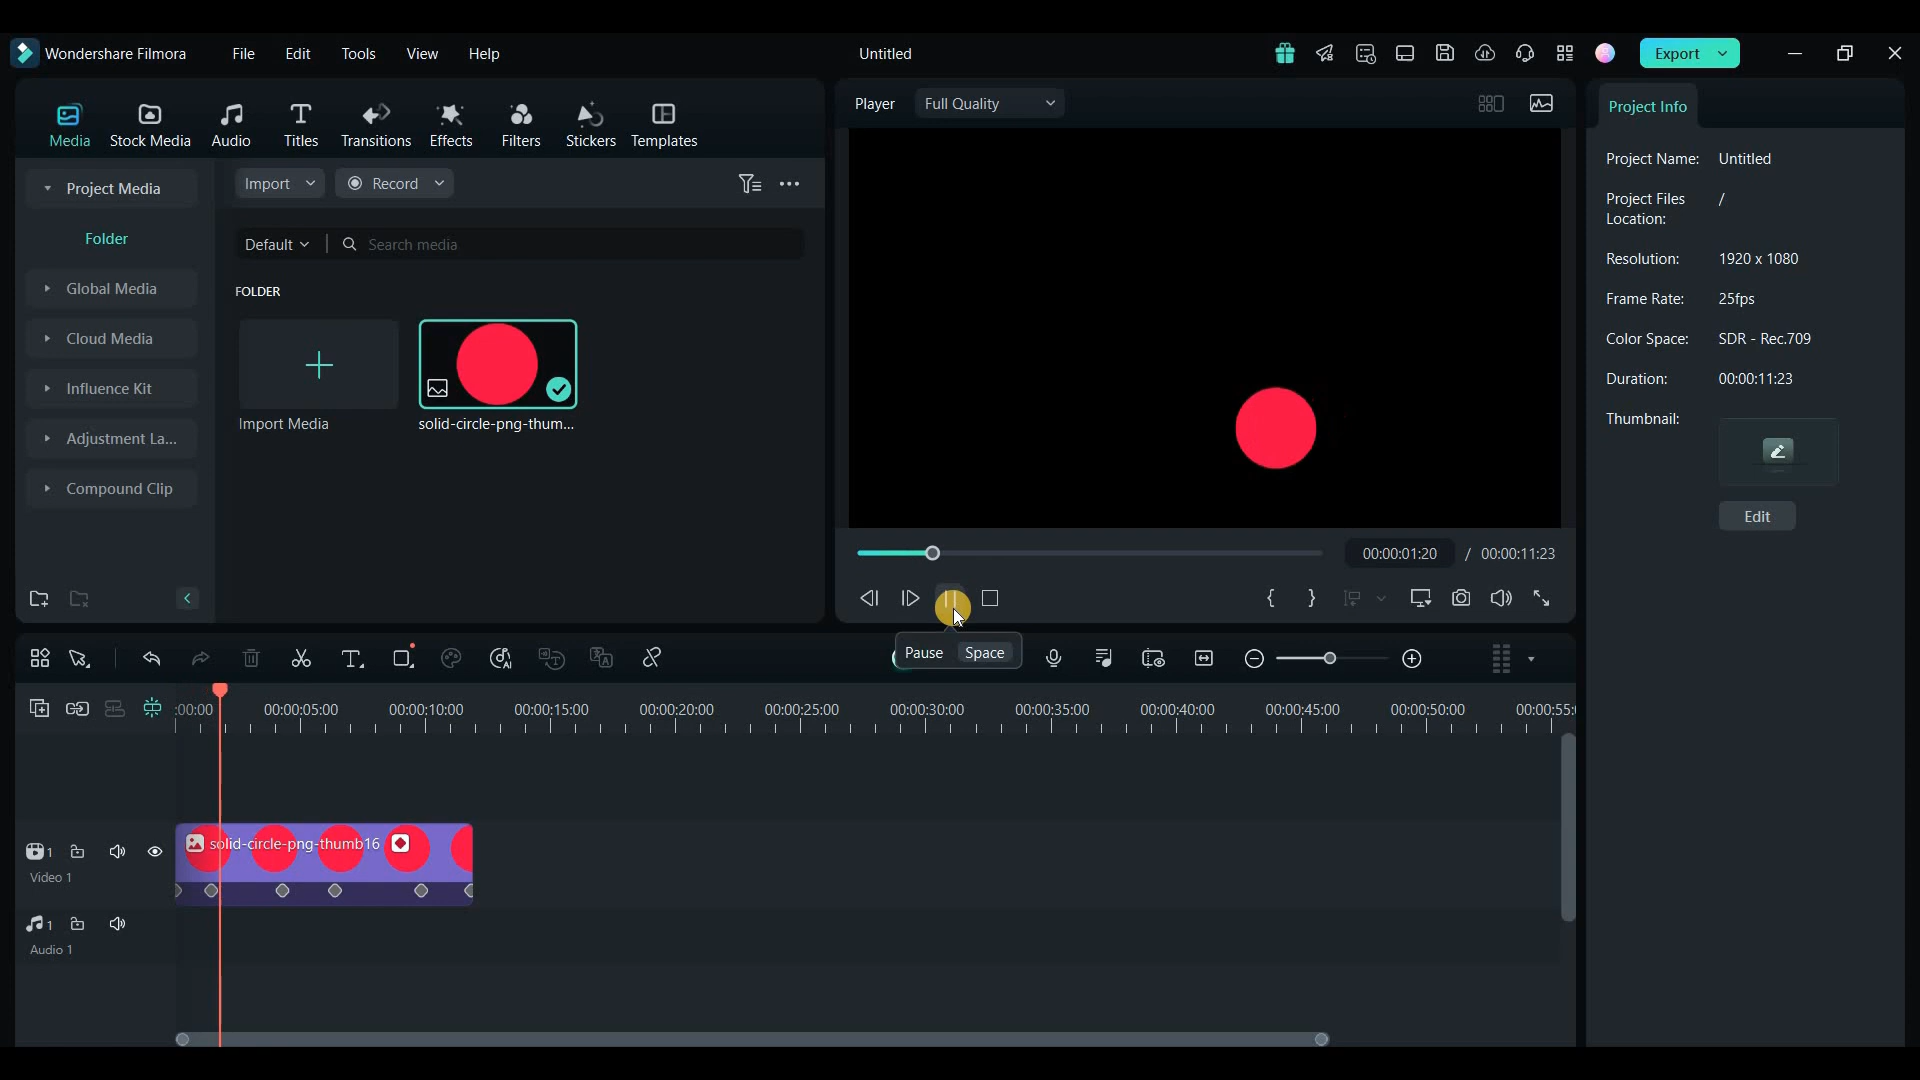 Wondershare Filmora File Edit Tools View Help Untitled Export
Media Stock Media Audio Titles Transitions Effects Filters Stickers Templates
Project Media
Folder
Global Media
Cloud Media
Influence Kit
Adjustment La...
Compound Clip
Import Record
Default Search media
FOLDER
Import Media solid-circle-png-thum...
Player Full Quality
00:00:01:20 / 00:00:11:23
Pause Space
Project Info
Project Name: Untitled
Project Files Location: /
Resolution: 1920 x 1080
Frame Rate: 25fps
Color Space: SDR - Rec.709
Duration: 00:00:11:23
Thumbnail:
Edit
:00:00 00:00:05:00 00:00:10:00 00:00:15:00 00:00:20:00 00:00:25:00 00:00:30:00 00:00:35:00 00:00:40:00 00:00:45:00 00:00:50:00 00:00:55:
solid-circle-png-thumb16
1
Video 1
1
Audio 1